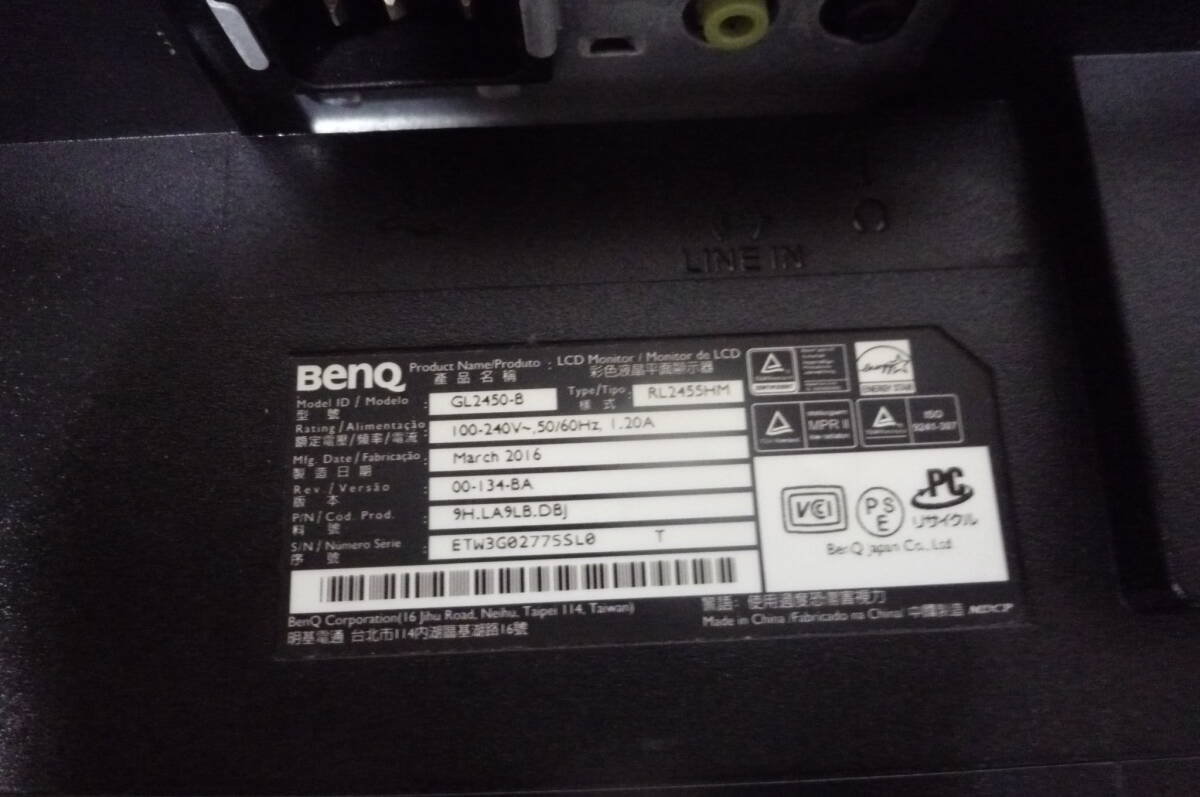 LINE IN
BenQ
Product Name/Produto : LCD Monitor / Monitor de LCD
產品名稱 彩色液晶平面顯示器
Model ID / Modelo : GL2450-B Type/Tipo : RL2455HM
型 號 樣 式
Rating / Alimentação : 100-240V~, 50/60Hz, 1.20A
額定電壓/頻率/電流
Mfg. Date / Fabricação : March 2016
製造日期
Rev. / Versão : 00-134-BA
版 本
P/N / Cod. Prod. : 9H.LA9LB.DBJ
料 號
S/N / Número Série : ETW3G02775SL0 T
序 號
BenQ Corporation(16 Jihu Road, Neihu, Taipei 114, Taiwan)
明基電通 台北市114內湖區基湖路16號
ENERGY STAR
MPR II
ISO
9241-307
VCCI
PS
E
PC
リサイクル
BenQ Japan Co., Ltd.
警語: 使用過度恐傷害視力
Made in China /Fabricado na China/ 中國製造 MDCP